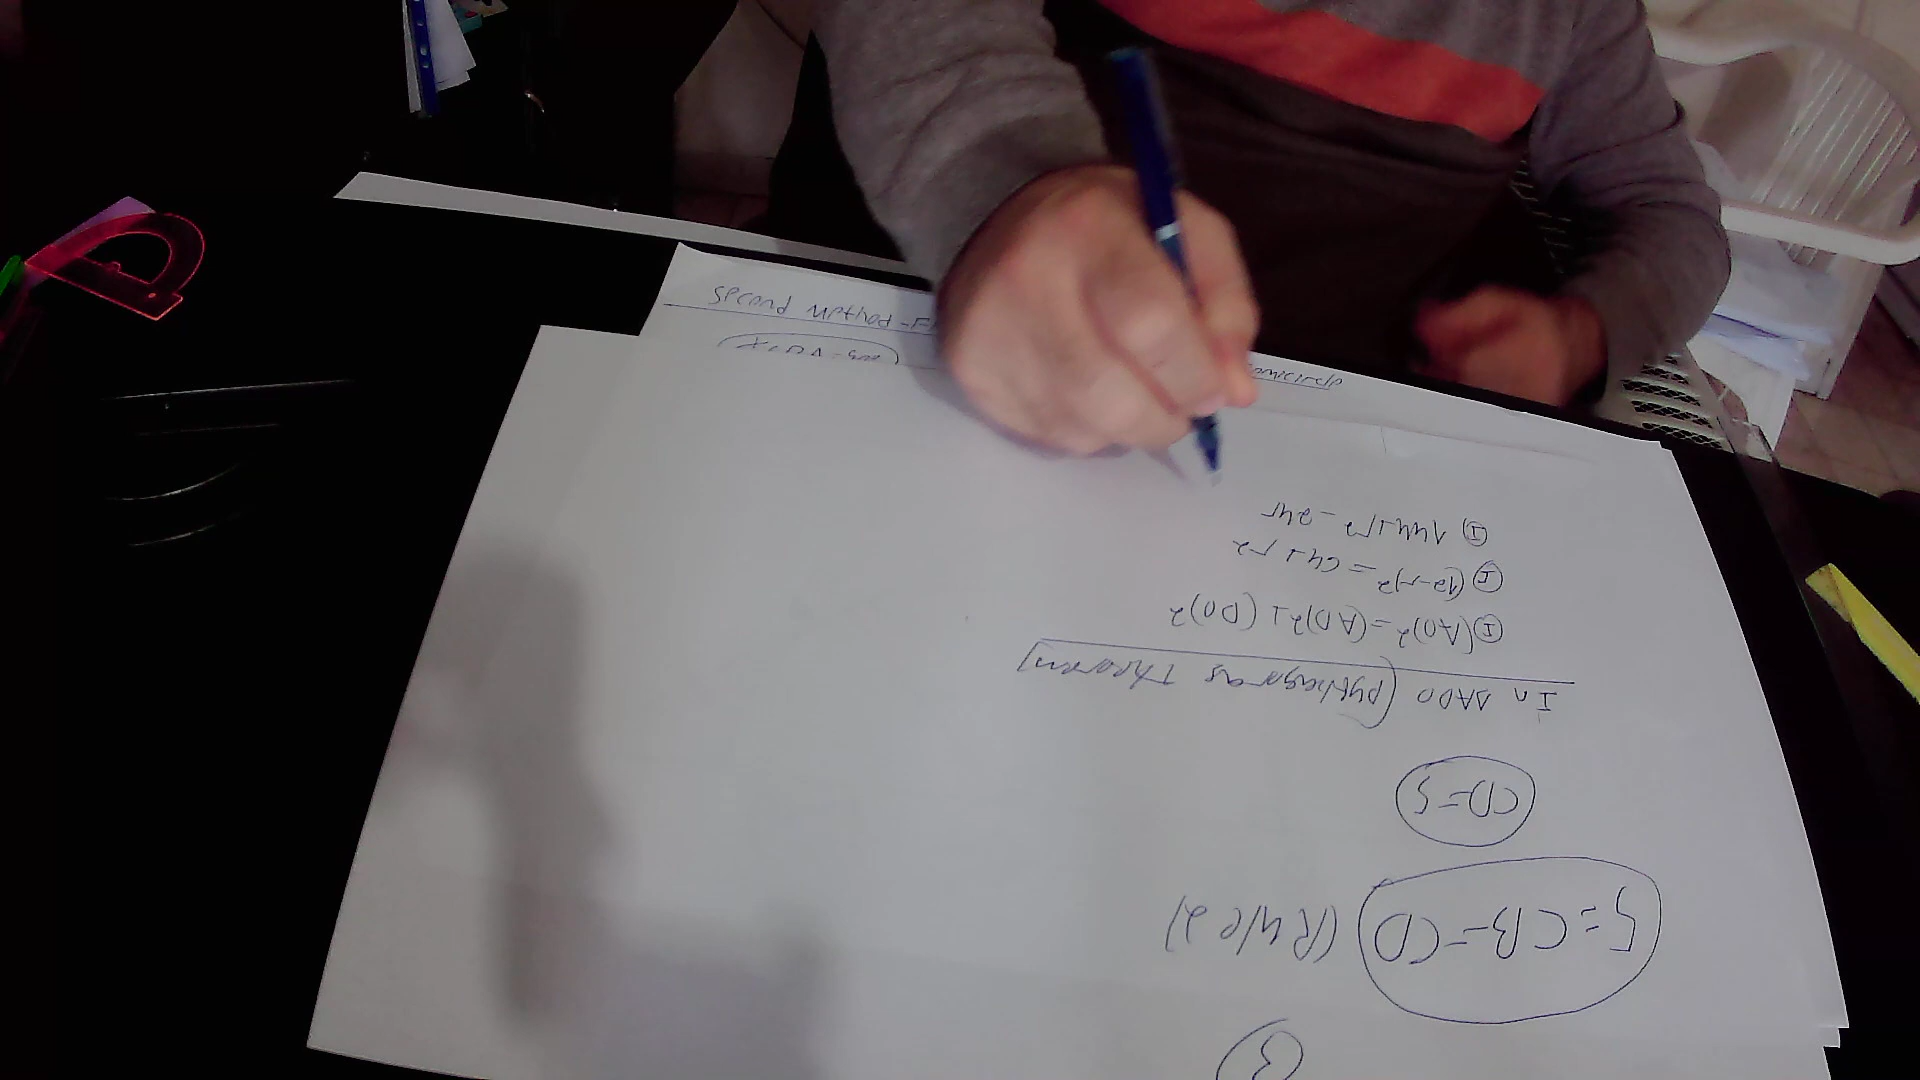 3
5=CB=CD (Rule 2)
CD=5
In ΔADO (Pythagoras Theorem)
Ⓘ (AO)2=(AD)2+(DO)2
Ⓘ (12-r)2=64+r2
Ⓘ 144+r2-24r
Second Method